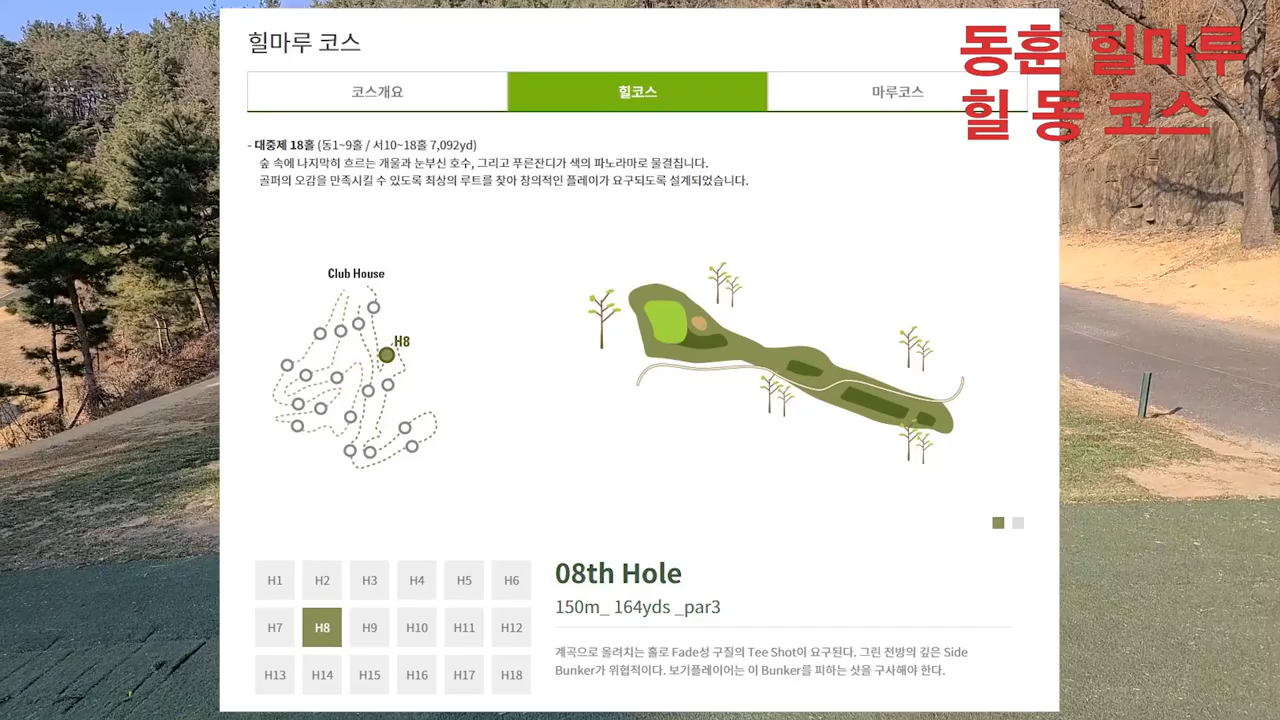 힐마루 코스
동훈 힐마루
힐 동 코스
코스개요
힐코스
마루코스
- 대중제 18홀 (동1~9홀 / 서10~18홀 7,092yd)
숲 속에 나지막히 흐르는 개울과 눈부신 호수, 그리고 푸른잔디가 색의 파노라마로 물결칩니다.
골퍼의 오감을 만족시킬 수 있도록 최상의 루트를 찾아 창의적인 플레이가 요구되도록 설계되었습니다.
Club House
H8
H1 H2 H3 H4 H5 H6
H7 H8 H9 H10 H11 H12
H13 H14 H15 H16 H17 H18
08th Hole
150m_ 164yds _par3
계곡으로 올려치는 홀로 Fade성 구질의 Tee Shot이 요구된다. 그린 전방의 깊은 Side
Bunker가 위협적이다. 보기플레이어는 이 Bunker를 피하는 샷을 구사해야 한다.